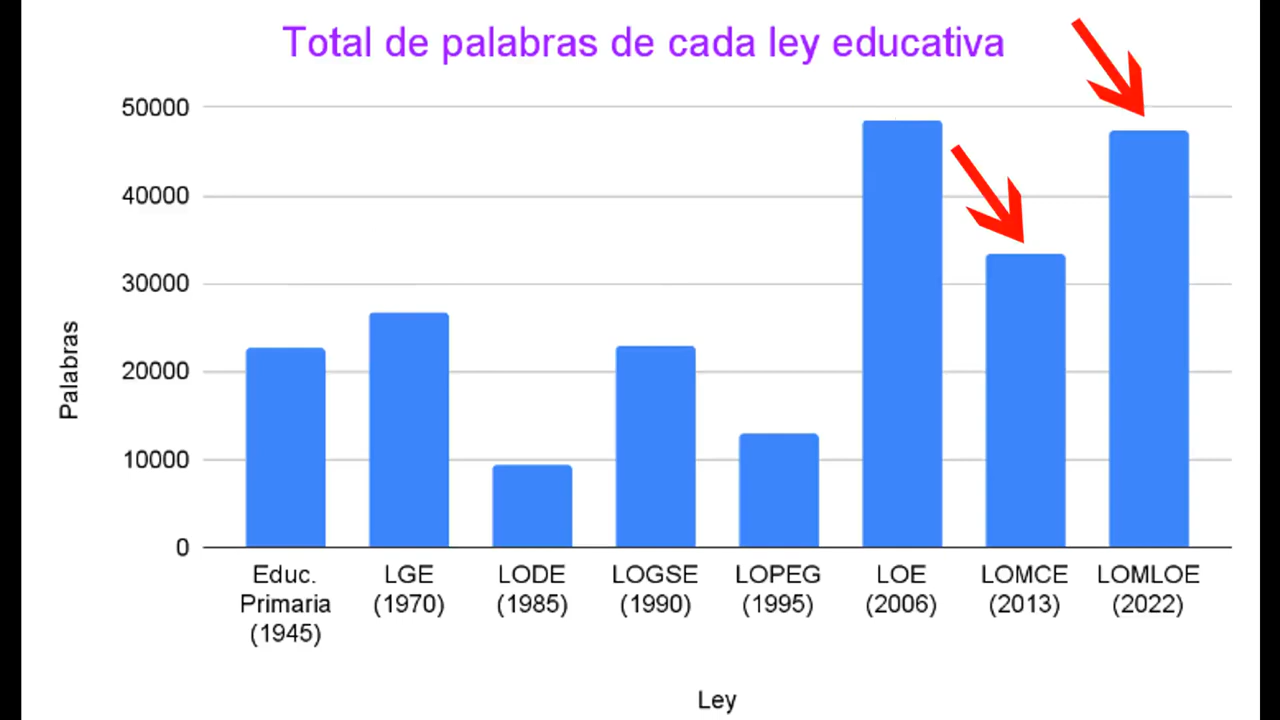 Total de palabras de cada ley educativa
50000
40000
30000
20000
10000
0
Palabras
Educ.
Primaria
(1945)
LGE
(1970)
LODE
(1985)
LOGSE
(1990)
LOPEG
(1995)
LOE
(2006)
LOMCE
(2013)
LOMLOE
(2022)
Ley